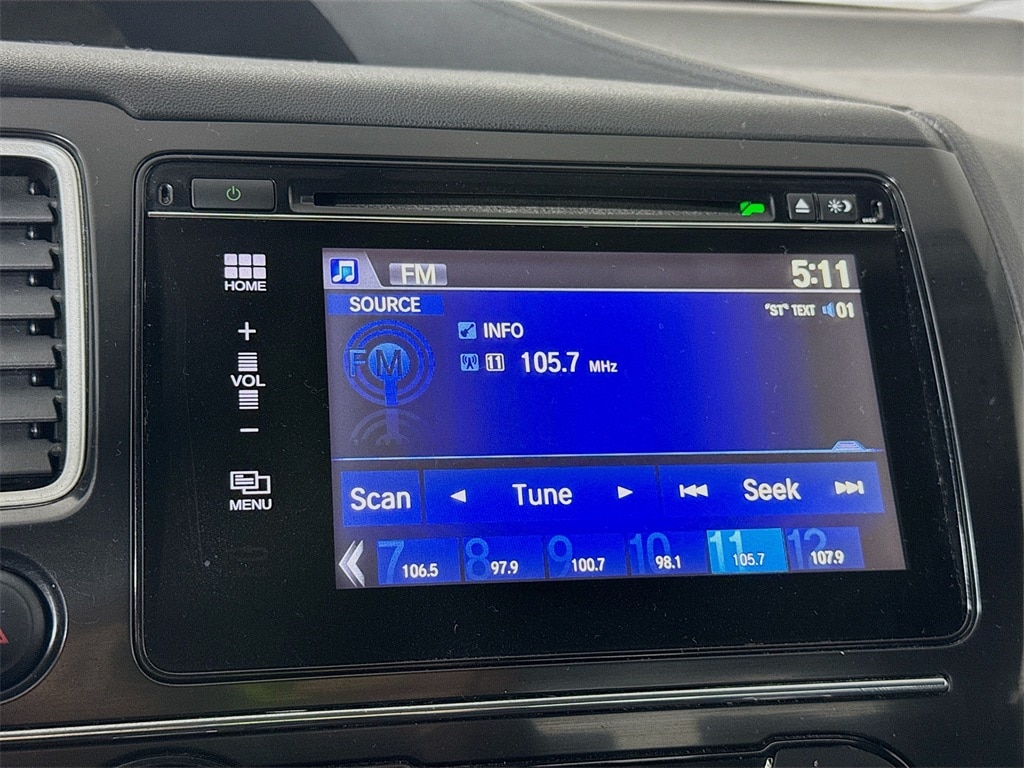 FM 5:11
HOME
SOURCE "ST" TEXT 01
INFO
FM
11 105.7 MHz
+
VOL
−
MENU
Scan Tune Seek
7 106.5 8 97.9 9 100.7 10 98.1 11 105.7 12 107.9